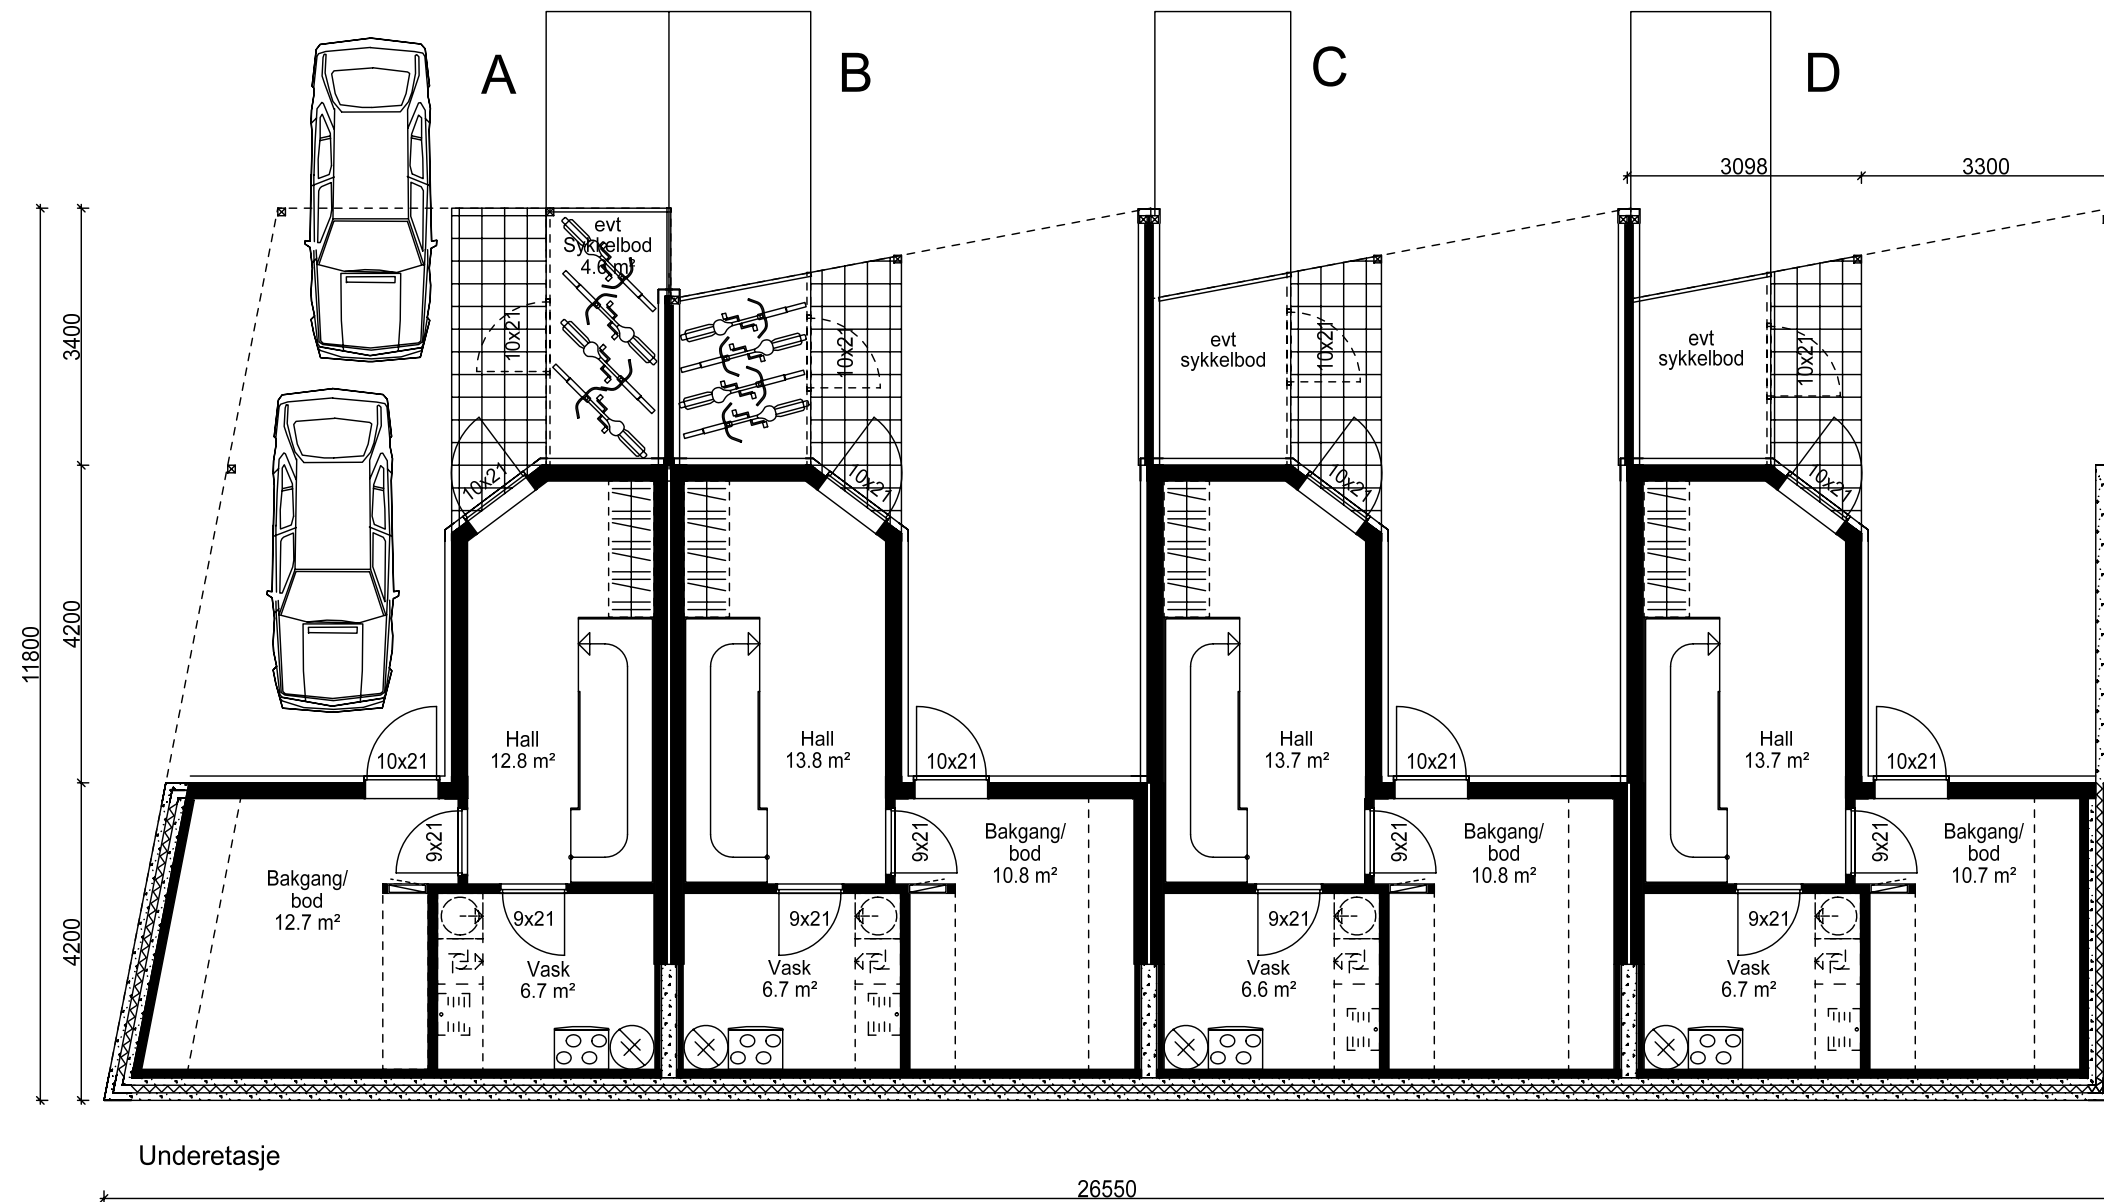 A
B
C
D
3098
3300
evt
Sykkelbod
4.6 m²
10x21
10x21
10x21
10x21
evt
sykkelbod
evt
sykkelbod
3400
10x21
10x21
10x21
10x21
11800
4200
Hall
12.8 m²
Hall
13.8 m²
Hall
13.7 m²
Hall
13.7 m²
10x21
10x21
10x21
10x21
9x21
9x21
9x21
9x21
Bakgang/
bod
12.7 m²
Bakgang/
bod
10.8 m²
Bakgang/
bod
10.8 m²
Bakgang/
bod
10.7 m²
4200
9x21
9x21
9x21
9x21
Vask
6.7 m²
Vask
6.7 m²
Vask
6.6 m²
Vask
6.7 m²
Underetasje
26550